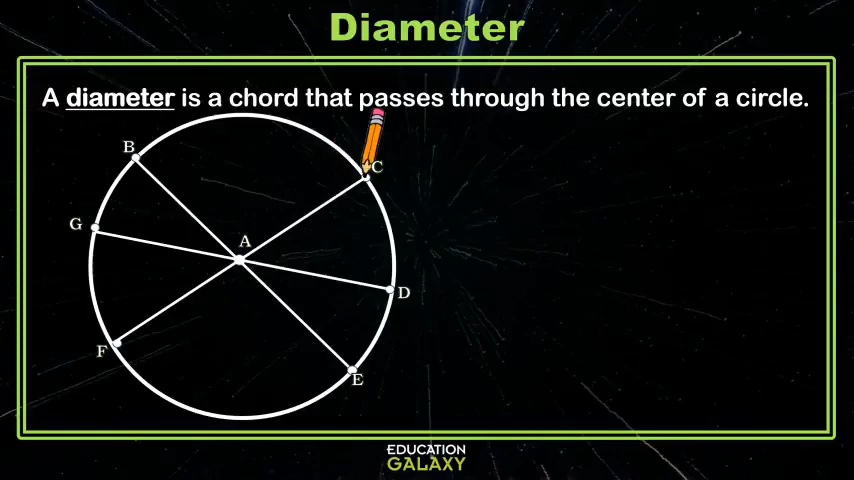 Diameter
A diameter is a chord that passes through the center of a circle.
B
C
G
A
D
F
E
EDUCATION
GALAXY